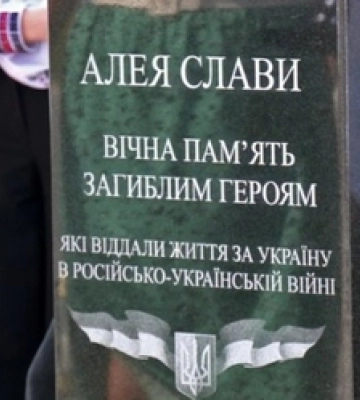 АЛЕЯ СЛАВИ
ВІЧНА ПАМ’ЯТЬ
ЗАГИБЛИМ ГЕРОЯМ
ЯКІ ВІДДАЛИ ЖИТТЯ ЗА УКРАЇНУ
В РОСІЙСЬКО-УКРАЇНСЬКІЙ ВІЙНІ